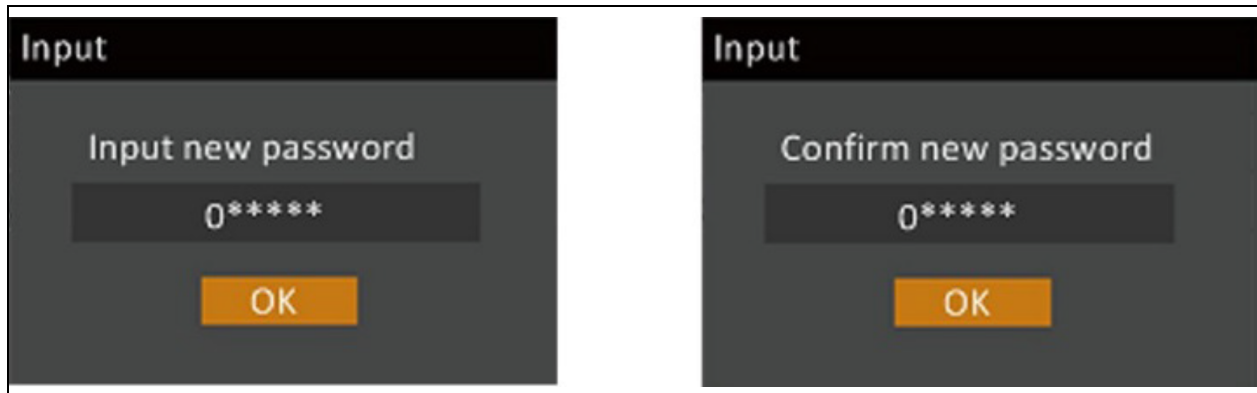 Input
Input new password
0*****
OK
Input
Confirm new password
0*****
OK